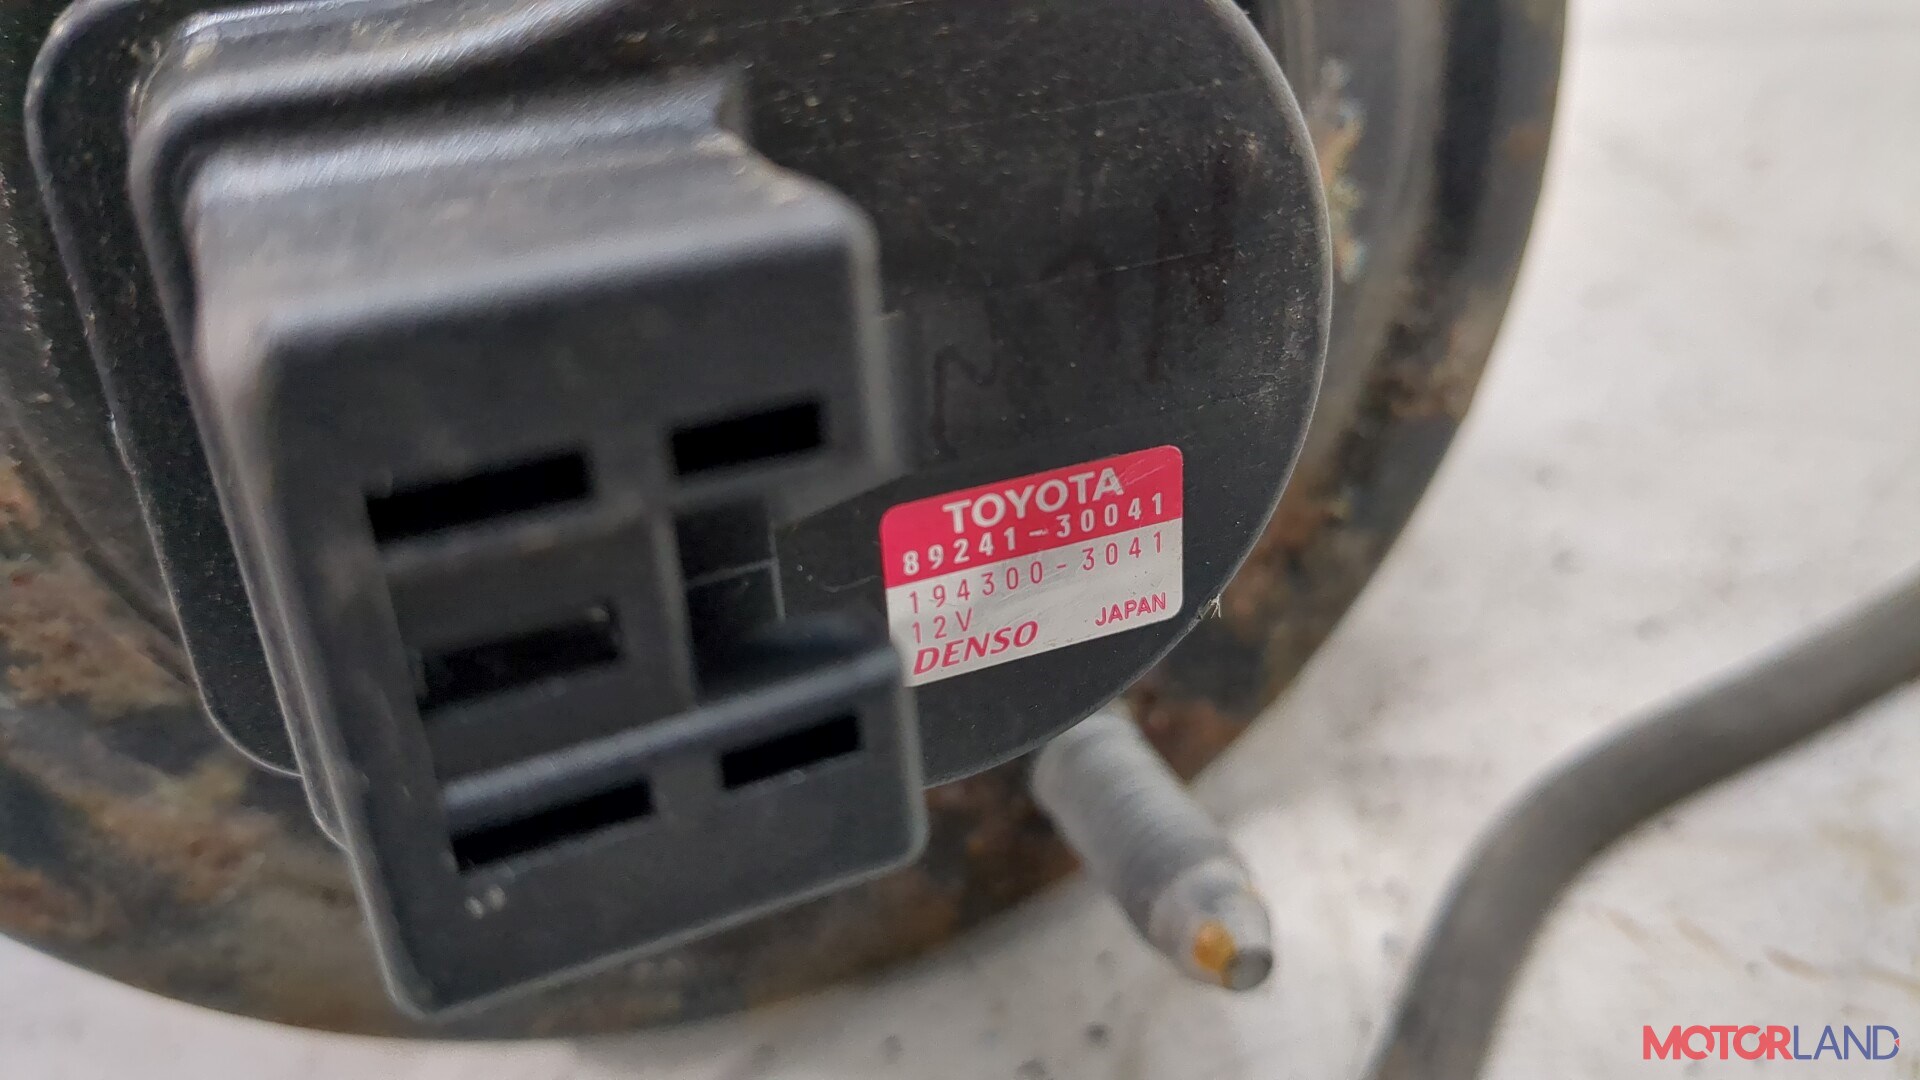 TOYOTA
89241-30041
194300-3041
12V
DENSO JAPAN
MOTORLAND